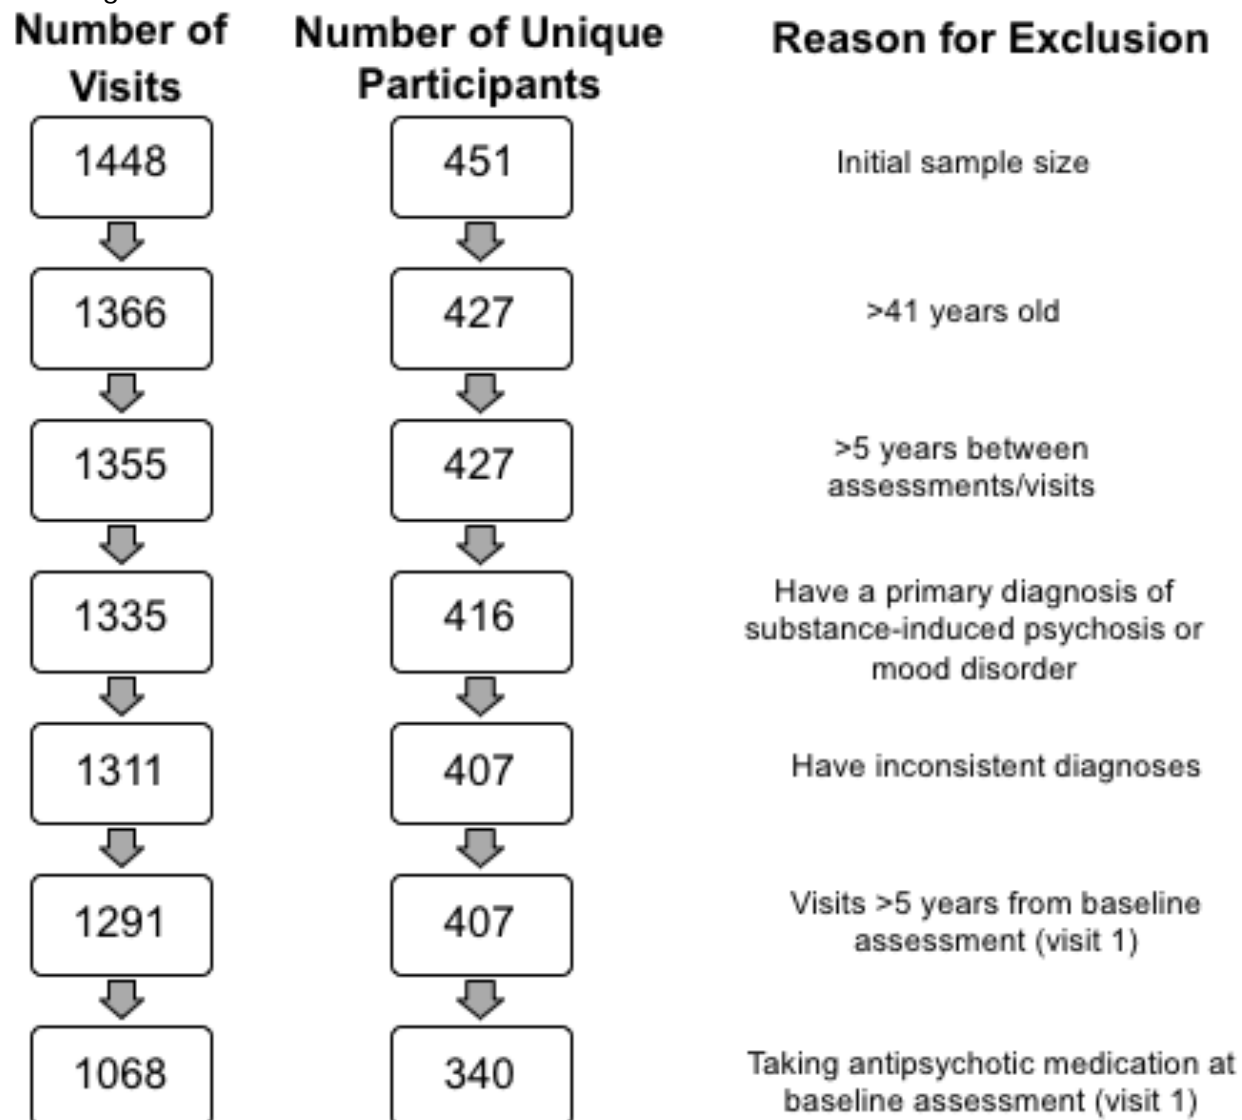 Number of Visits
Number of Unique Participants
Reason for Exclusion
1448
451
Initial sample size
1366
427
>41 years old
1355
427
>5 years between
assessments/visits
1335
416
Have a primary diagnosis of
substance-induced psychosis or
mood disorder
1311
407
Have inconsistent diagnoses
1291
407
Visits >5 years from baseline
assessment (visit 1)
1068
340
Taking antipsychotic medication at
baseline assessment (visit 1)